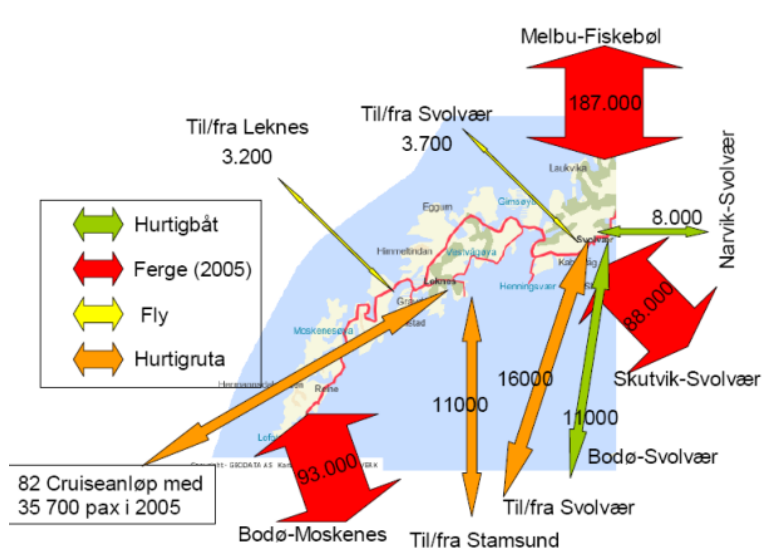 Melbu-Fiskebøl
187.000
Til/fra Svolvær
3.700
Til/fra Leknes
3.200
Laukvika
Gimsøya
Eggum
8.000
Narvik-Svolvær
Svolvær
Hurtigbåt
Ferge (2005)
Fly
Hurtigruta
Himmeltindan
Vestvågøya
Henningsvær
Leknes
88.000
Moskenesøya
Reine
Skutvik-Svolvær
16000
11000
11000
Bodø-Svolvær
93.000
82 Cruiseanløp med
35 700 pax i 2005
Til/fra Svolvær
Bodø-Moskenes
Til/fra Stamsund